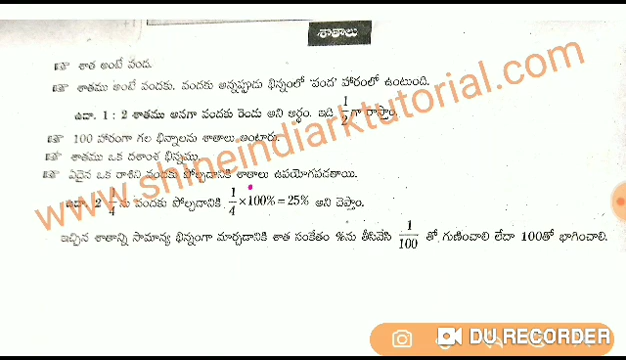 శాతాలు
శాత అంటే వంద.
శాతము అంటే వందకు. వందకు అన్నప్పుడు భిన్నంలో 'వంద' హారంలో ఉంటుంది.
ఉదా. 1 : 2 శాతము అనగా వందకు రెండు అని అర్థం. ఇది 1/2 గా రాస్తాం.
100 హారంగా గల భిన్నాలను శాతాలు అంటారు.
శాతము ఒక దశాంశ భిన్నము
ఏదైన ఒక రాశిని వందకు పోల్చడానికి శాతాలు ఉపయోగపడతాయి.
ఉదా. 2 1/4 ను వందకు పోల్చడానికి 1/4 ×100% = 25% అని చెప్తాం.
ఇచ్చిన శాతాన్ని సామాన్య భిన్నంగా మార్చడానికి శాత సంకేతం %ను తీసివేసి 1/100 తో గుణించాలి లేదా 100తో భాగించాలి.
www.shineindiarktutorial.com
DU RECORDER